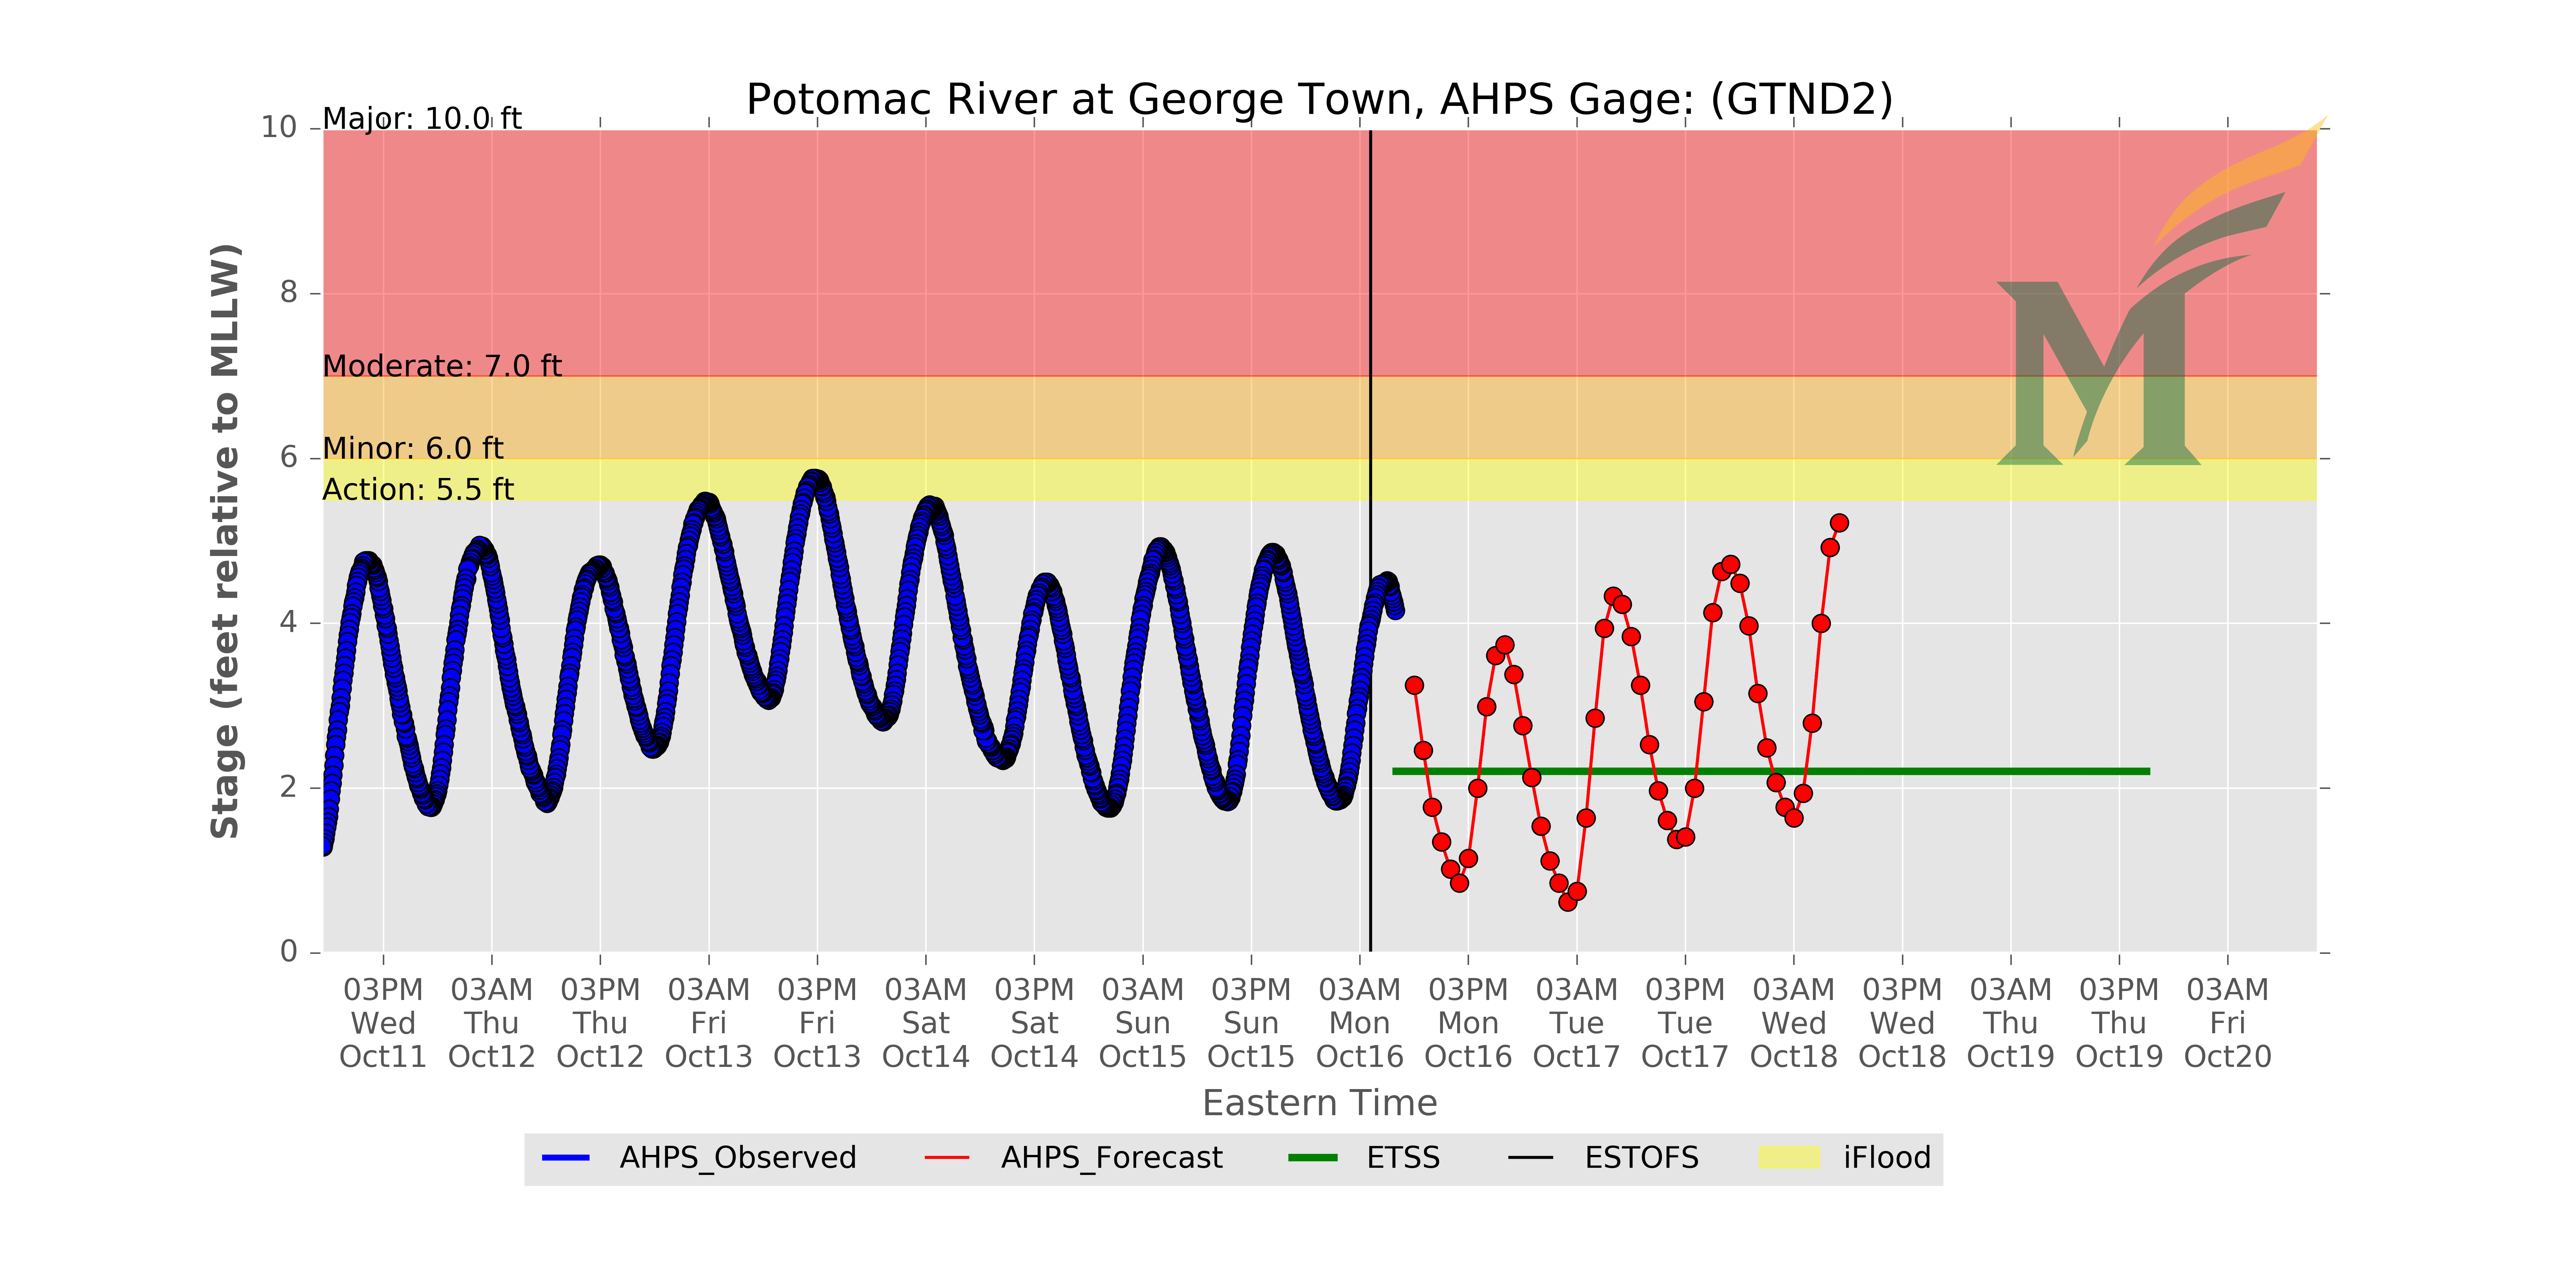 Potomac River at George Town, AHPS Gage: (GTND2)
Major: 10.0 ft
Moderate: 7.0 ft
Minor: 6.0 ft
Action: 5.5 ft
Stage (feet relative to MLLW)
10
8
6
4
2
0
03PM 03AM 03PM 03AM 03PM 03AM 03PM 03AM 03PM 03AM 03PM 03AM 03PM 03AM 03PM 03AM 03PM 03AM
Wed Thu Thu Fri Fri Sat Sat Sun Sun Mon Mon Tue Tue Wed Wed Thu Thu Fri
Oct11 Oct12 Oct12 Oct13 Oct13 Oct14 Oct14 Oct15 Oct15 Oct16 Oct16 Oct17 Oct17 Oct18 Oct18 Oct19 Oct19 Oct20
Eastern Time
AHPS_Observed AHPS_Forecast ETSS ESTOFS iFlood
M